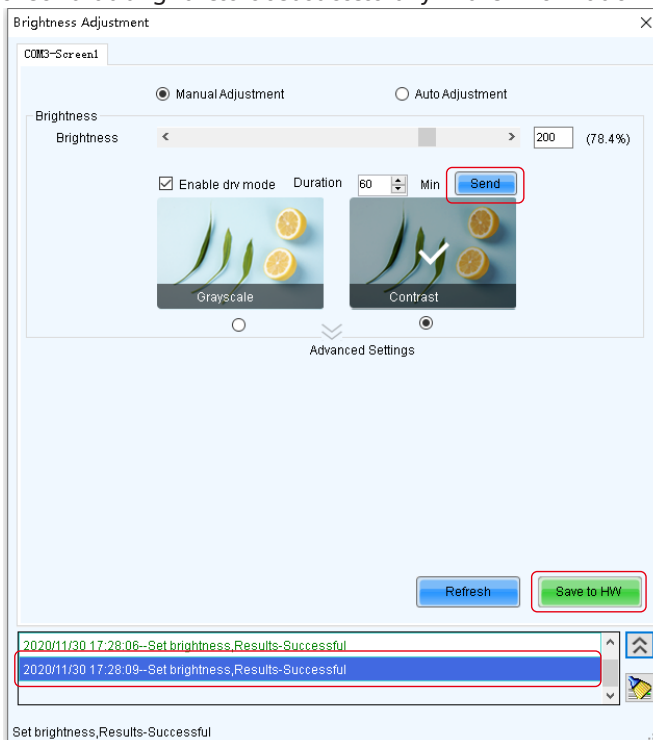 Brightness Adjustment
COM3-Screen1
Manual Adjustment Auto Adjustment
Brightness
Brightness 200 (78.4%)
Enable drv mode Duration 60 Min Send
Grayscale Contrast
Advanced Settings
Refresh Save to HW
2020/11/30 17:28:06--Set brightness,Results-Successful
2020/11/30 17:28:09--Set brightness,Results-Successful
Set brightness,Results-Successful